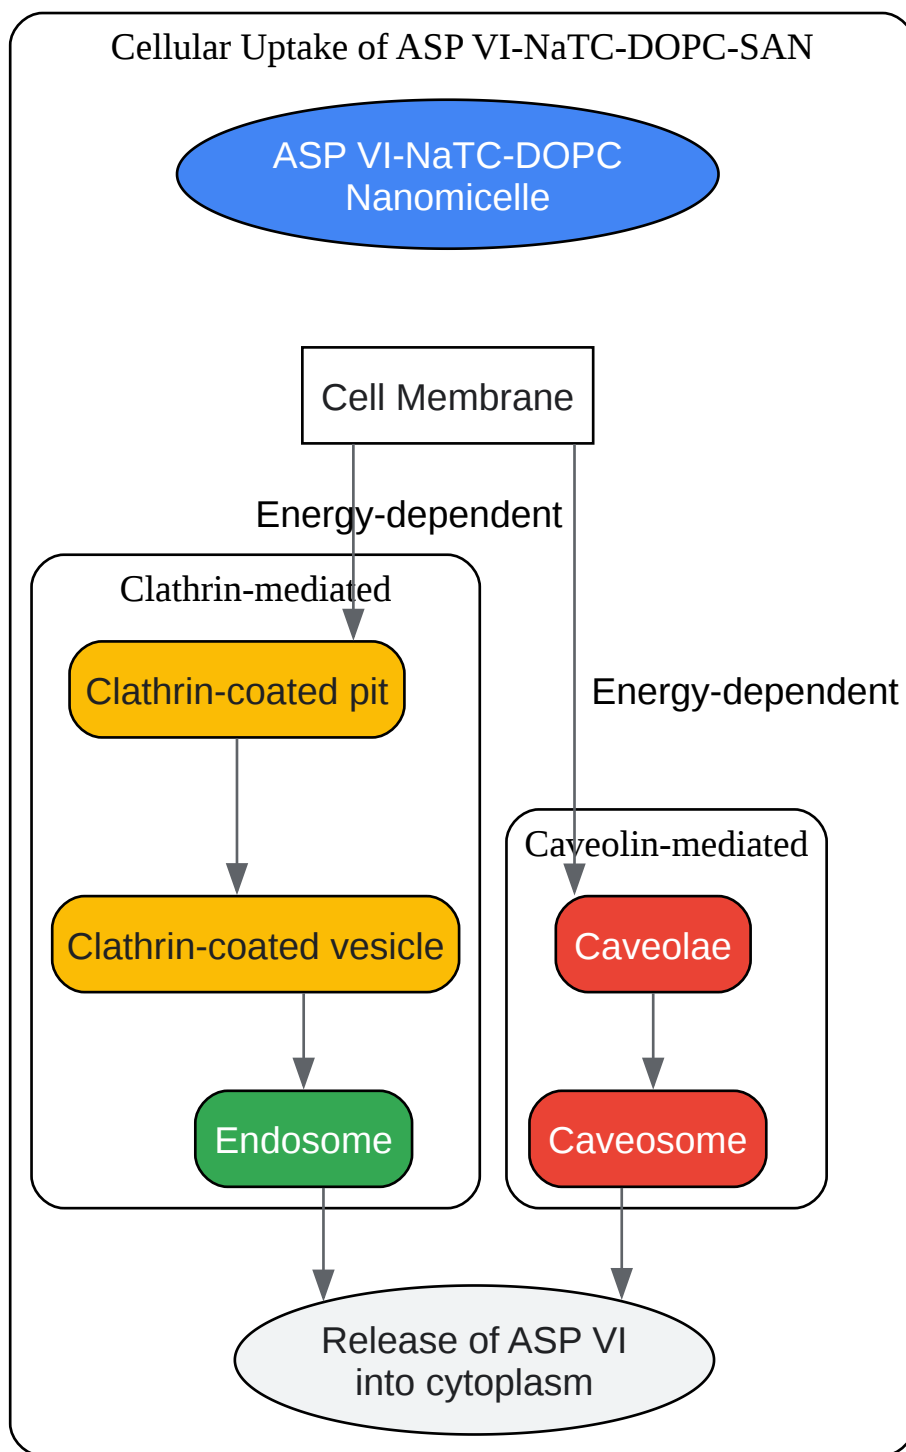 Cellular Uptake of ASP VI-NaTC-DOPC-SAN
ASP VI-NaTC-DOPC
Nanomicelle
Cell Membrane
Energy-dependent
Clathrin-mediated
Clathrin-coated pit
Energy-dependent
Caveolin-mediated
Clathrin-coated vesicle
Caveolae
Endosome
Caveosome
Release of ASP VI
into cytoplasm